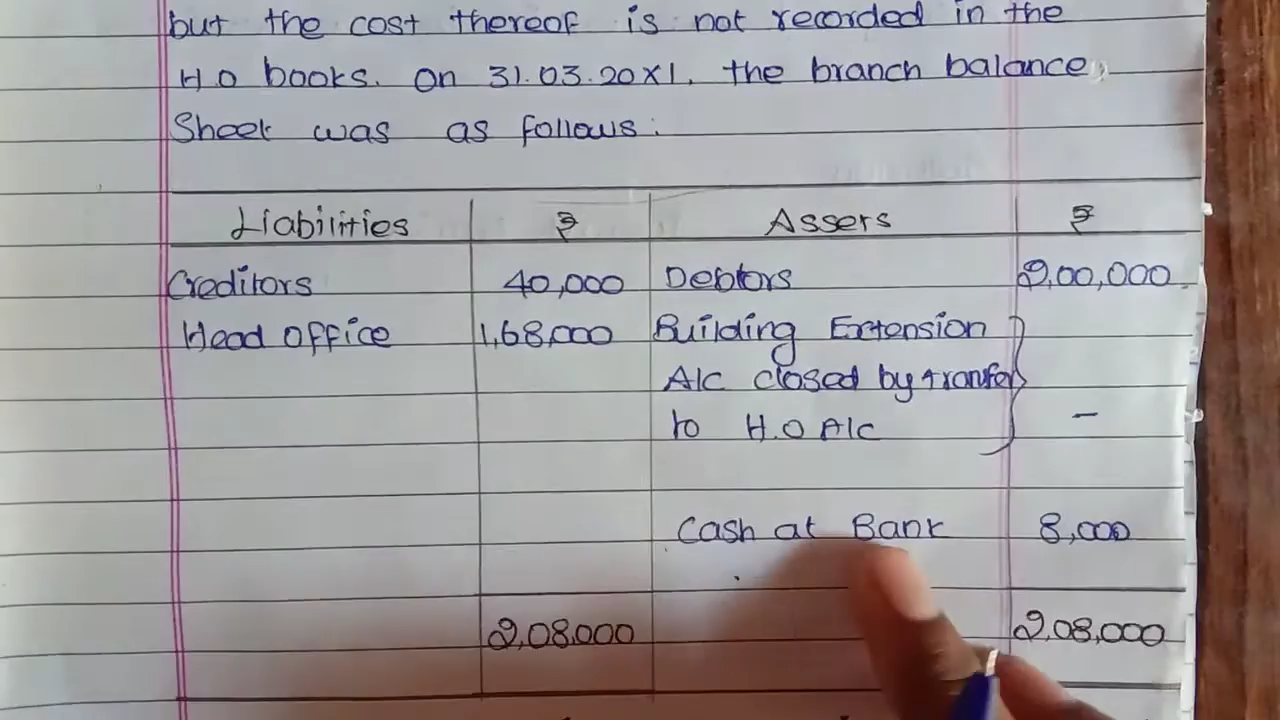 but the cost thereof is not recorded in the
H.O books. On 31.03.20X1. the branch balance
Sheet was as follows:
Liabilities ₹ Assers ₹
Creditors 40,000 Debtors 2,00,000
Head office 1,68,000 Building Extension
A/c closed by transfer
to H.O A/c –
Cash at Bank 8,000
2,08,000 2,08,000